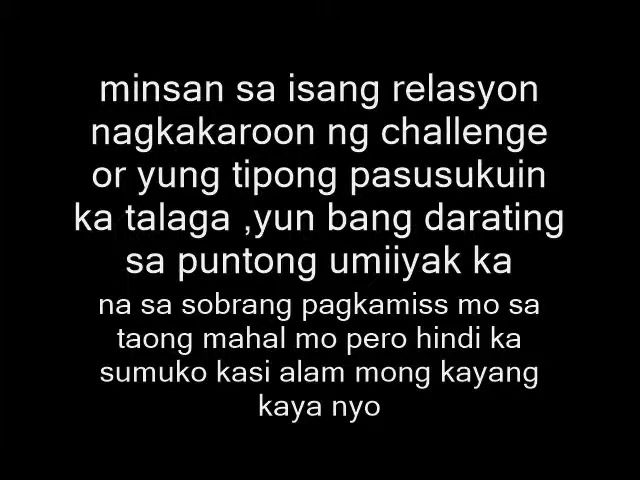 minsan sa isang relasyon
nagkakaroon ng challenge
or yung tipong pasusukuin
ka talaga ,yun bang darating
sa puntong umiiyak ka
na sa sobrang pagkamiss mo sa
taong mahal mo pero hindi ka
sumuko kasi alam mong kayang
kaya nyo